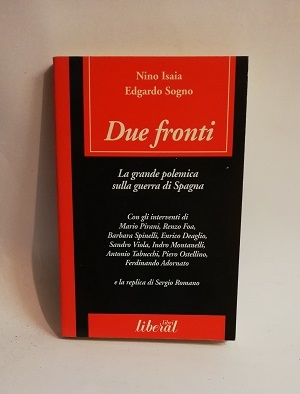 Nino Isaia
Edgardo Sogno
Due fronti
La grande polemica
sulla guerra di Spagna
Con gli interventi di
Mario Pirani, Renzo Foa,
Barbara Spinelli, Enrico Deaglio,
Sandro Viola, Indro Montanelli,
Antonio Tabucchi, Piero Ostellino,
Ferdinando Adornato
e la replica di Sergio Romano
libri
liberal